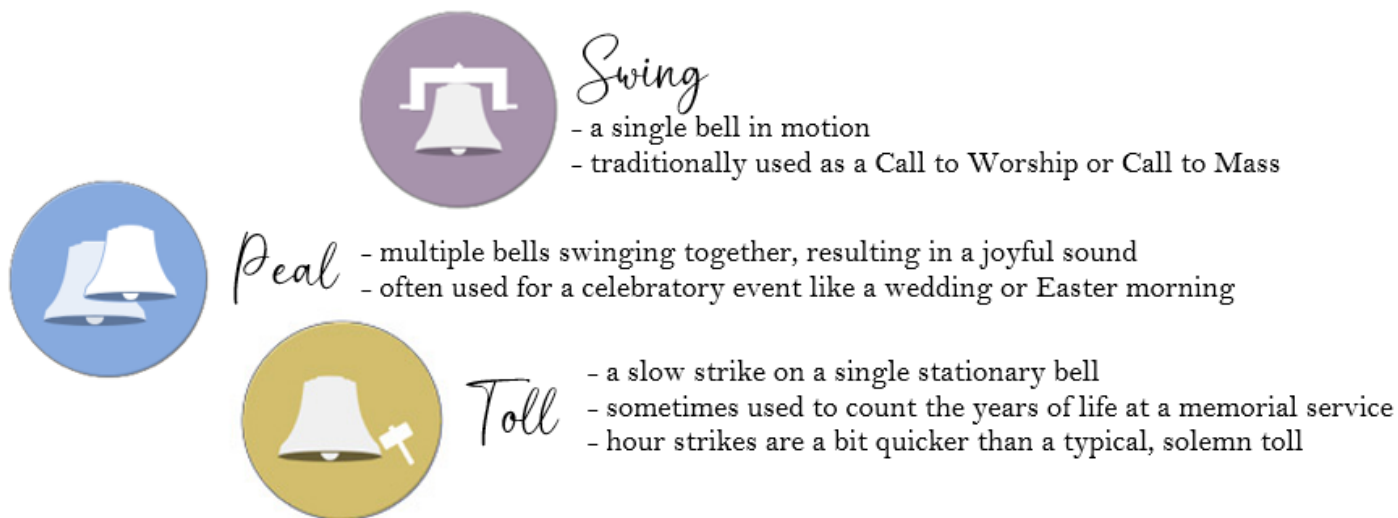 Swing
- a single bell in motion
- traditionally used as a Call to Worship or Call to Mass
Peal
- multiple bells swinging together, resulting in a joyful sound
- often used for a celebratory event like a wedding or Easter morning
Toll
- a slow strike on a single stationary bell
- sometimes used to count the years of life at a memorial service
- hour strikes are a bit quicker than a typical, solemn toll